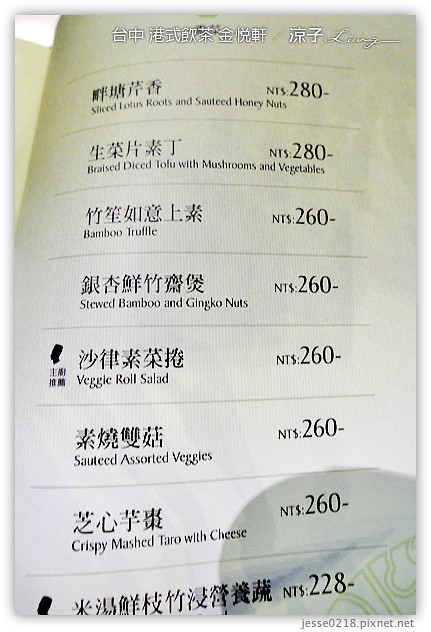 台中 港式飲茶 金悅軒 ／ 涼子 Liang
畔塘芹香 NT$:280-
Sliced Lotus Roots and Sauteed Honey Nuts
生菜片素丁 NT$:280-
Braised Diced Tofu with Mushrooms and Vegetables
竹笙如意上素 NT$:260-
Bamboo Truffle
銀杏鮮竹齋煲 NT$:260-
Stewed Bamboo and Gingko Nuts
主廚
推薦
沙律素菜捲 NT$:260-
Veggie Roll Salad
素燒雙菇 NT$:260-
Sauteed Assorted Veggies
芝心芋棗 NT$:260-
Crispy Mashed Taro with Cheese
米湯鮮枝竹浸營養蔬 NT$:228-
jesse0218.pixnet.net